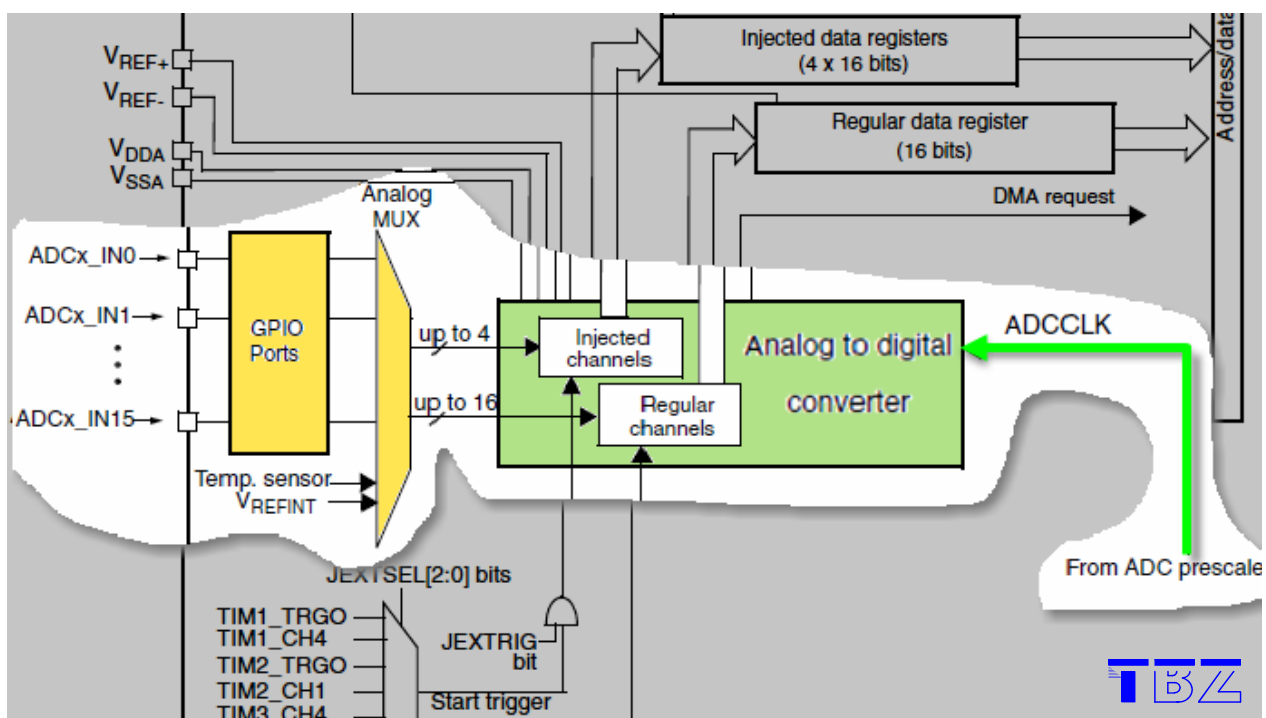 Injected data registers
(4 x 16 bits)
Address/data
VREF+
VREF-
Regular data register
(16 bits)
VDDA
VSSA
DMA request
Analog
MUX
ADCx_IN0
ADCx_IN1
ADCx_IN15
GPIO
Ports
up to 4
up to 16
Injected
channels
Regular
channels
Analog to digital
converter
ADCCLK
Temp. sensor
VREFINT
From ADC prescale
JEXTSEL[2:0] bits
TIM1_TRGO
TIM1_CH4
TIM2_TRGO
TIM2_CH1
TIM3_CH4
JEXTRIG
bit
Start trigger
TBZ